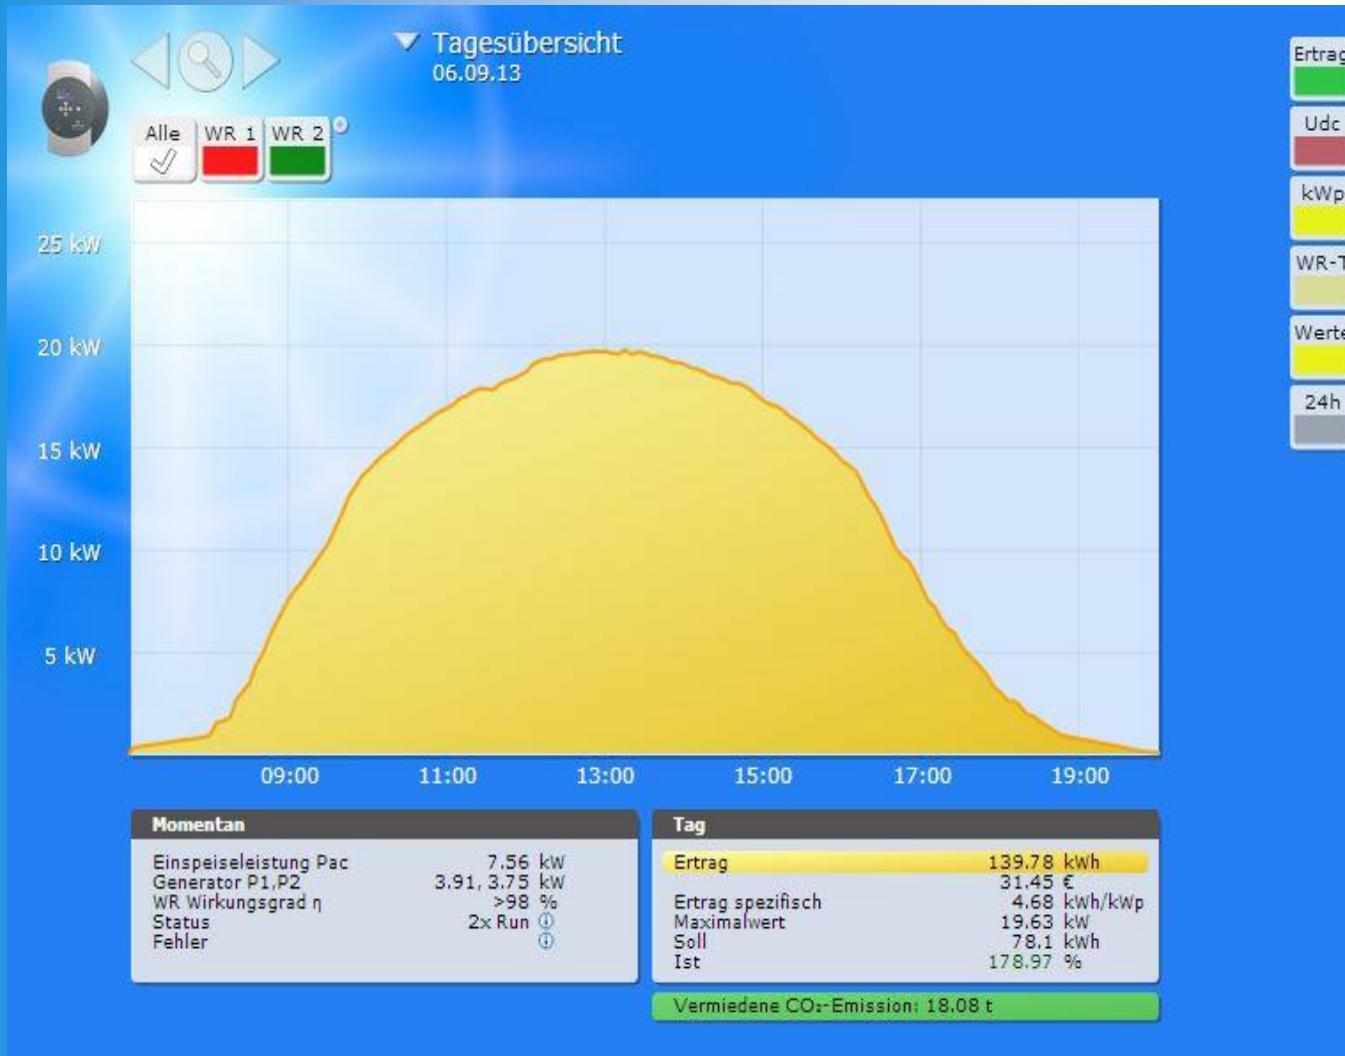 Tagesübersicht
06.09.13
Alle WR 1 WR 2
Ertrag
Udc
kWp
WR-T
Werte
24h
25 kW
20 kW
15 kW
10 kW
5 kW
09:00 11:00 13:00 15:00 17:00 19:00
Momentan
Einspeiseleistung Pac 7.56 kW
Generator P1,P2 3.91, 3.75 kW
WR Wirkungsgrad η >98 %
Status 2x Run
Fehler
Tag
Ertrag 139.78 kWh
31.45 €
Ertrag spezifisch 4.68 kWh/kWp
Maximalwert 19.63 kW
Soll 78.1 kWh
Ist 178.97 %
Vermiedene CO₂-Emission: 18.08 t